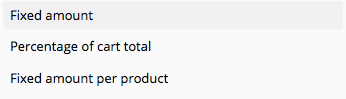 Fixed amount
Percentage of cart total
Fixed amount per product